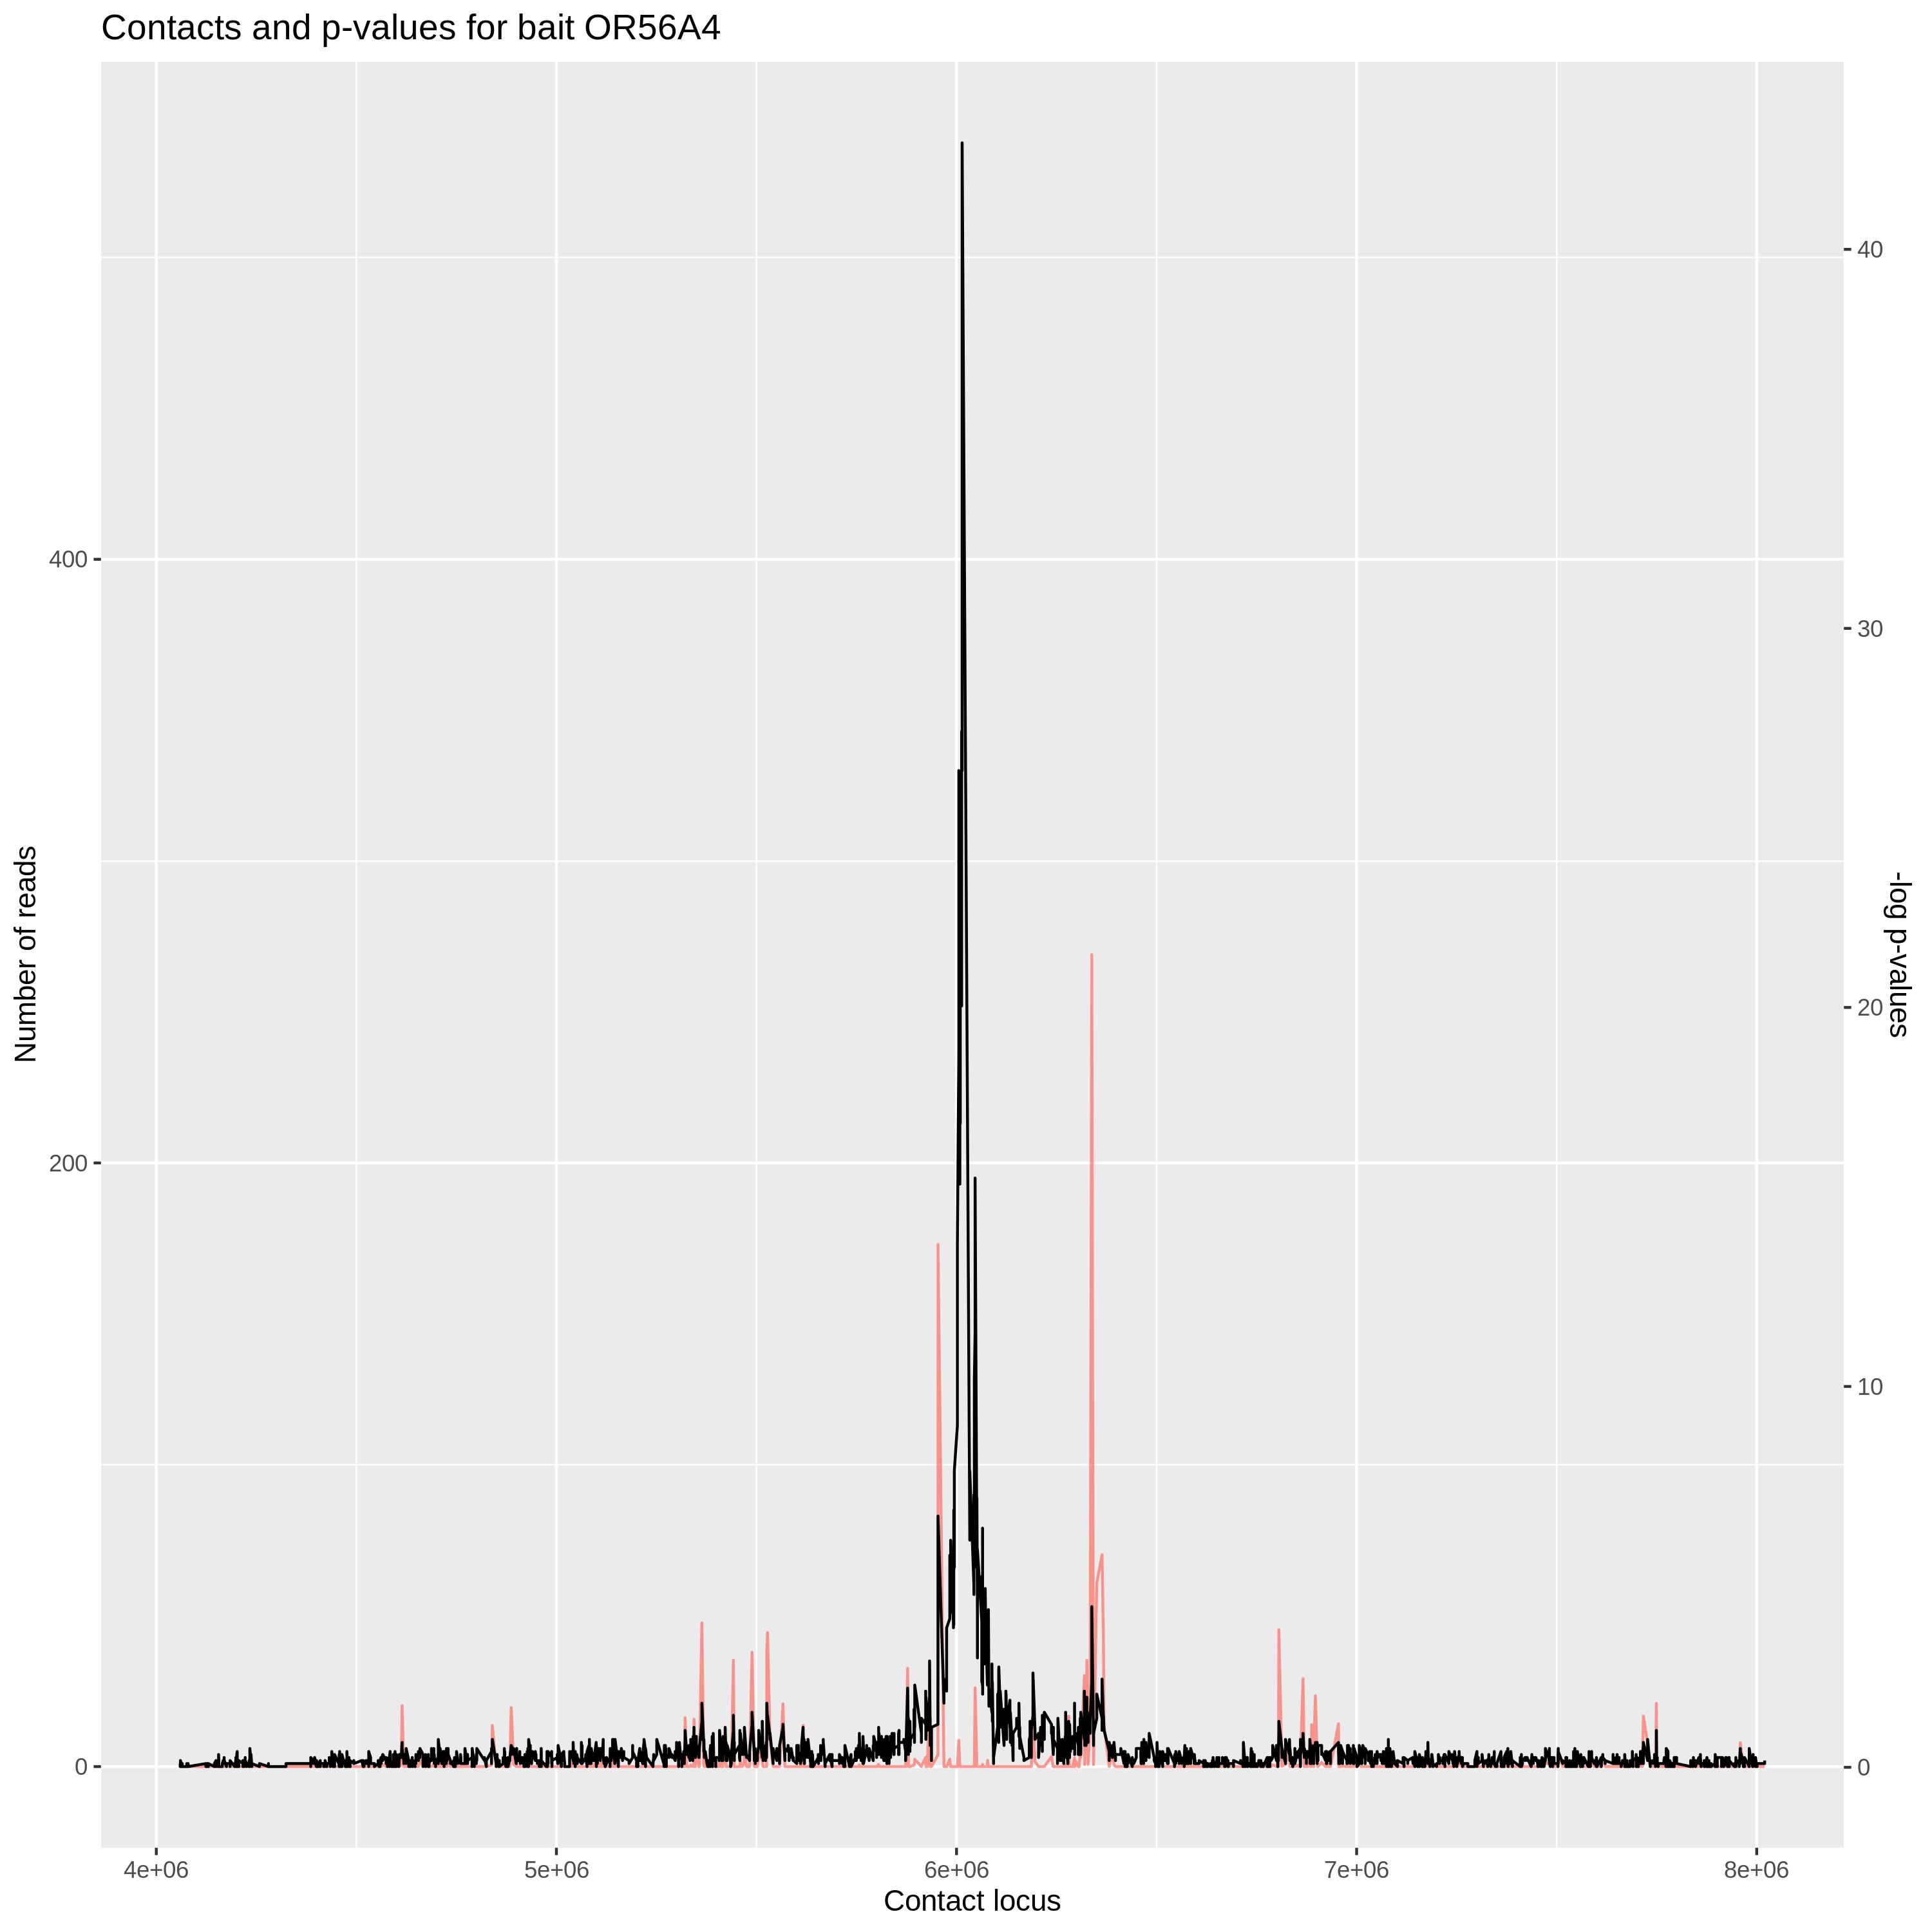 Contacts and p-values for bait OR56A4
Number of reads
400
200
0
40
30
20
10
0
-log p-values
4e+06
5e+06
6e+06
7e+06
8e+06
Contact locus